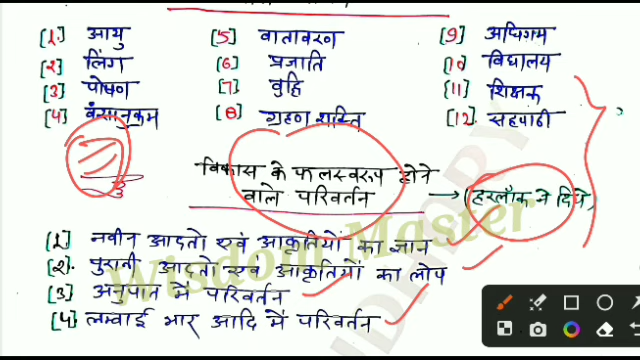 [1] आयु [5] वातावरण [9] अधिगम
[2] लिंग [6] प्रजाति [10] विद्यालय
[3] पोषण [7] वृद्धि [11] शिक्षक
[4] वंशानुक्रम [8] ग्रहण शक्ति [12] सहपाठी
विकास के फलस्वरूप होने
वाले परिवर्तन → (हरलॉक ने दिये)
[1] नवीन आदतो एवं आकृतियों का ज्ञान
[2]. पुरानी आदतो एवं आकृतियों का लोप
[3] अनुपात में परिवर्तन
[4] लम्बाई भार आदि में परिवर्तन
Wisdom Master